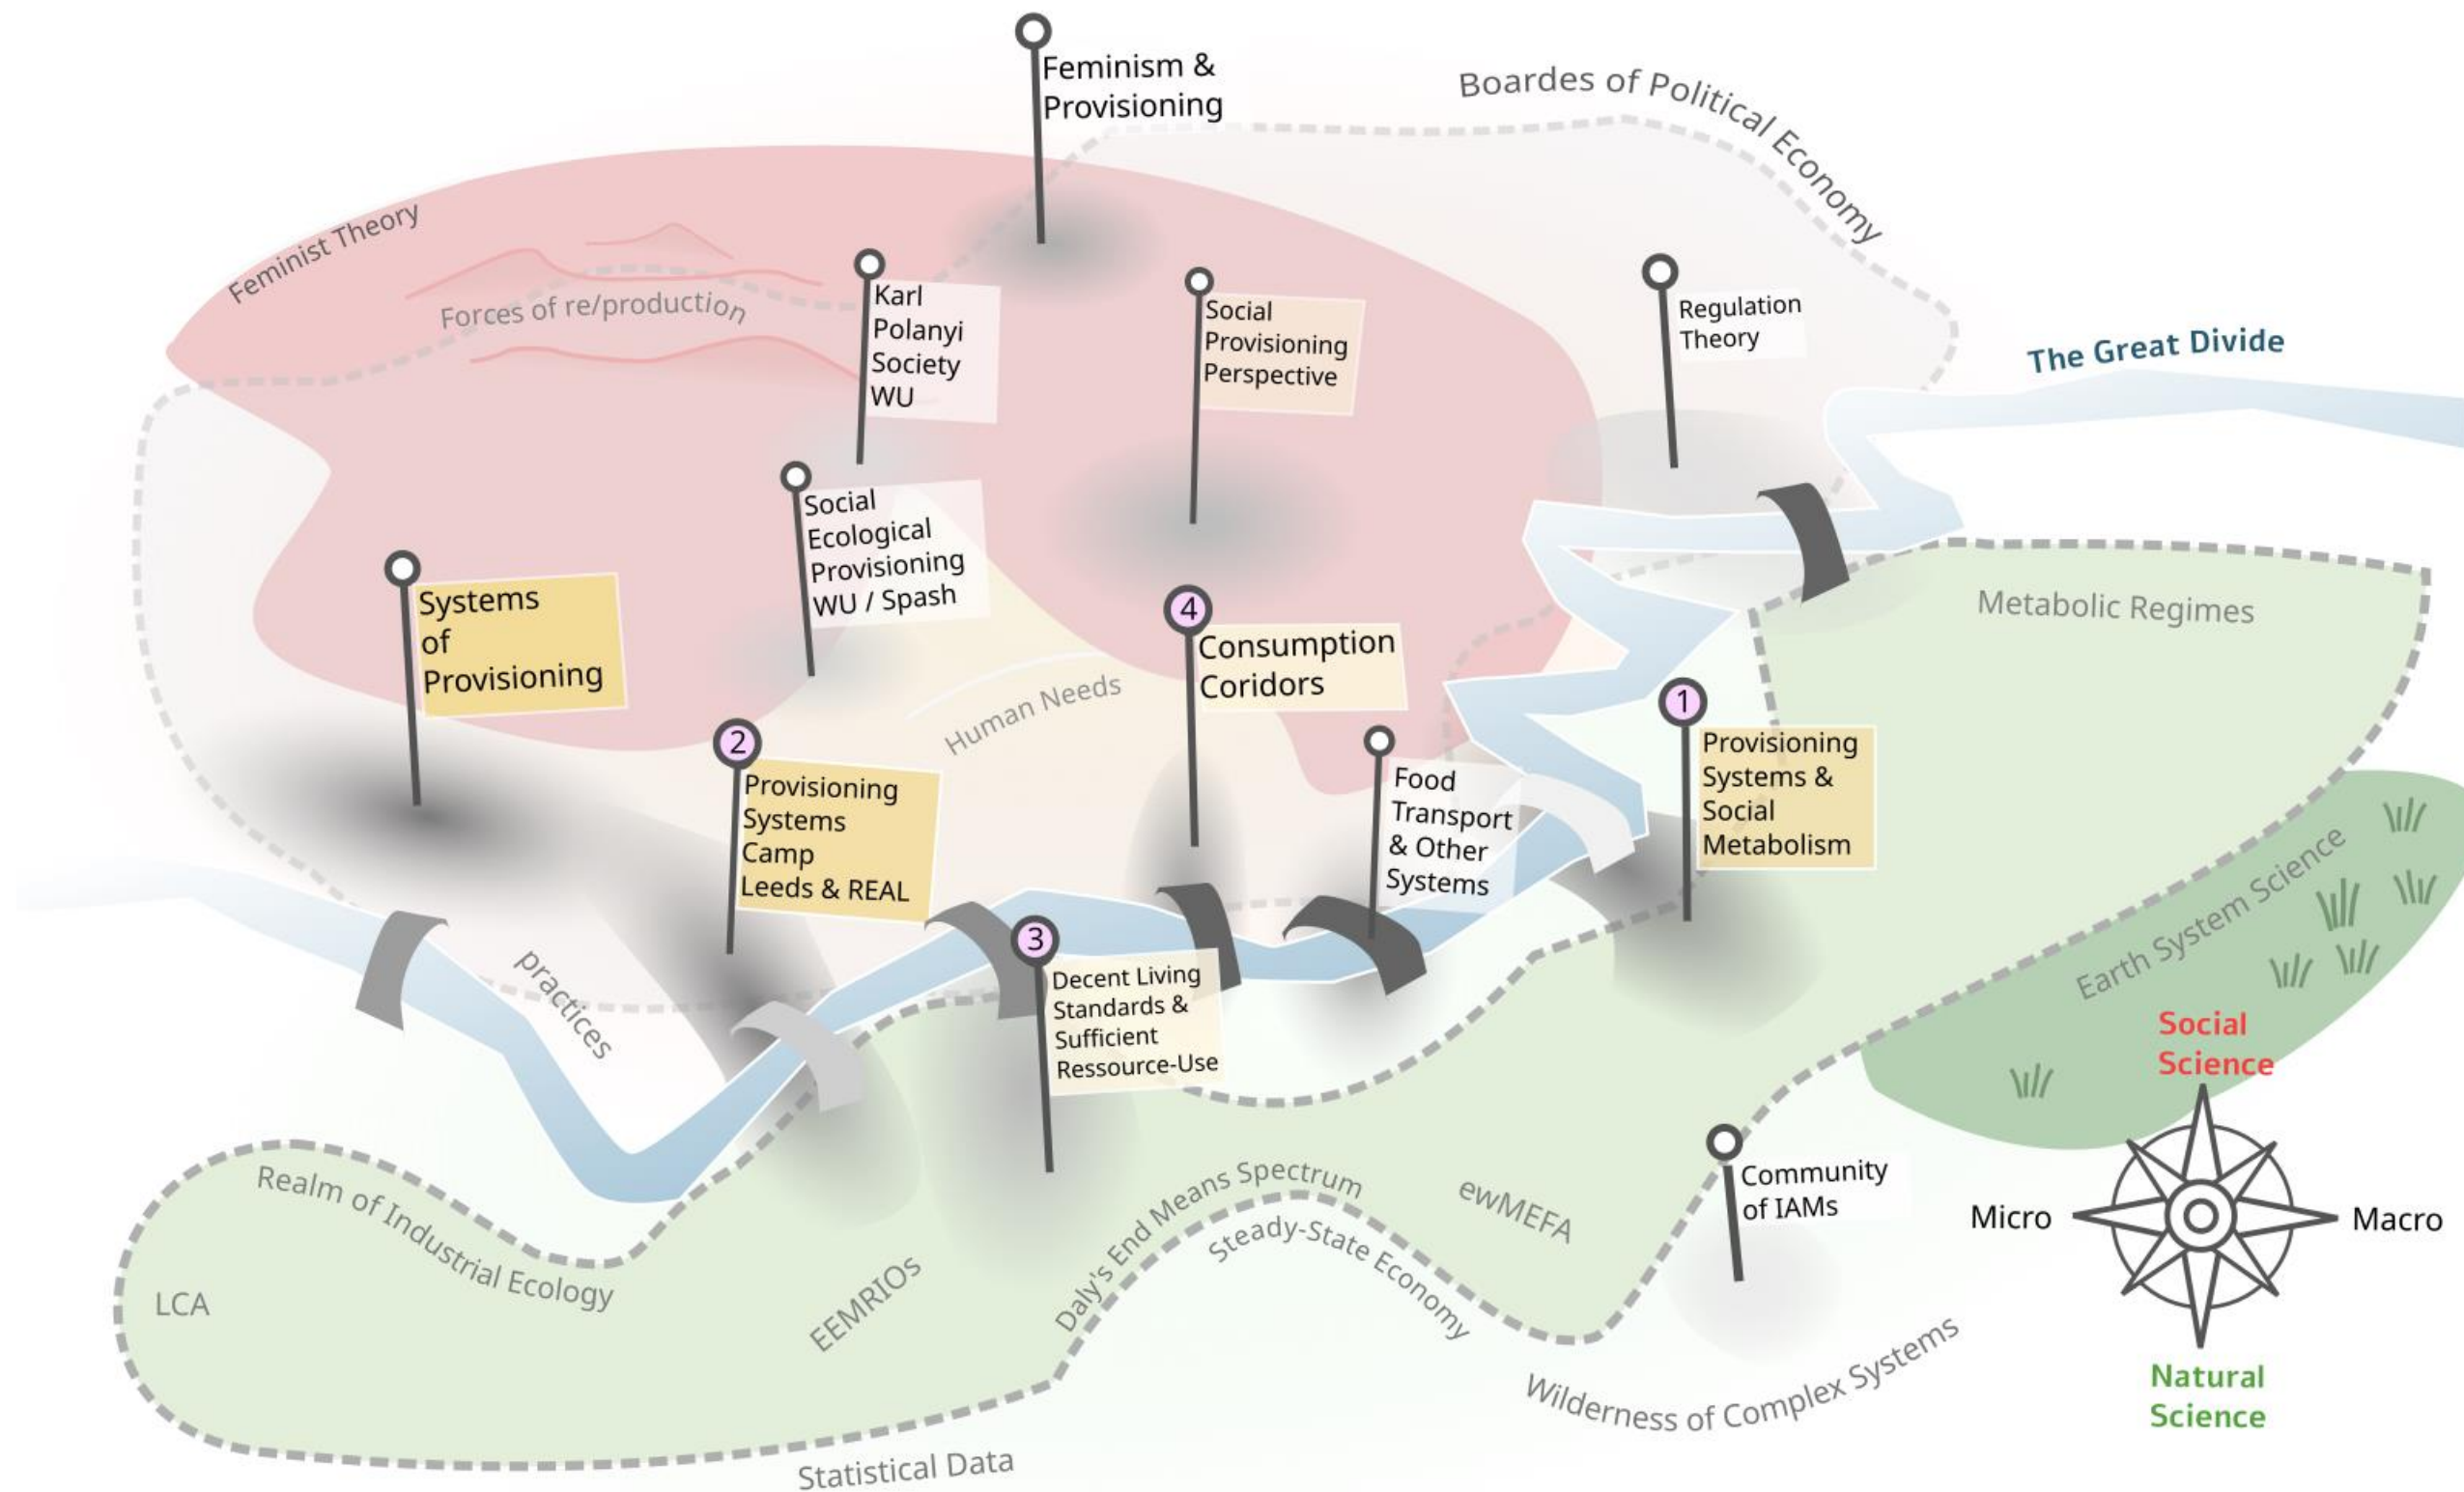 Feminism &
Provisioning
Boardes of Political Economy
Feminist Theory
Forces of re/production
Karl
Polanyi
Society
WU
Social
Provisioning
Perspective
Regulation
Theory
The Great Divide
Social
Ecological
Provisioning
WU / Spash
Systems
of
Provisioning
4
Consumption
Coridors
Metabolic Regimes
Human Needs
1
Provisioning
Systems &
Social
Metabolism
2
Provisioning
Systems
Camp
Leeds & REAL
Food
Transport
& Other
Systems
Earth System Science
practices
3
Decent Living
Standards &
Sufficient
Ressource-Use
Social
Science
Micro
Macro
Natural
Science
Community
of IAMs
Realm of Industrial Ecology
LCA
EEMRIOs
Daly's End Means Spectrum
Steady-State Economy
ewMEFA
Wilderness of Complex Systems
Statistical Data